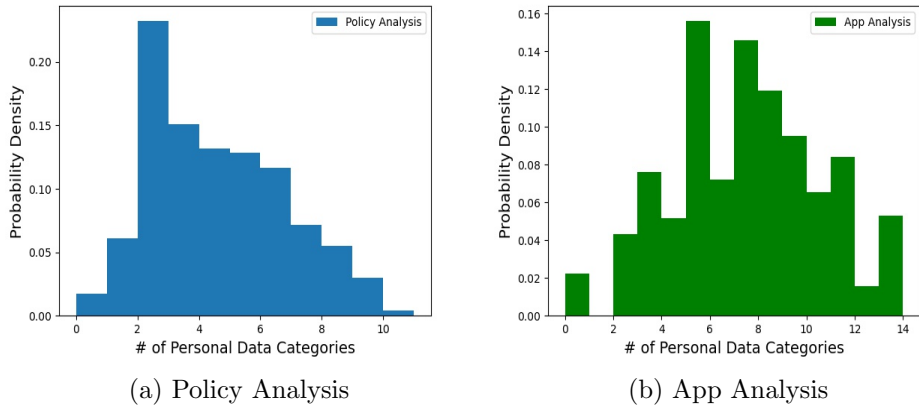 Policy Analysis
0.20
0.15
0.10
0.05
0.00
Probability Density
0 2 4 6 8 10
# of Personal Data Categories
(a) Policy Analysis
App Analysis
0.16
0.14
0.12
0.10
0.08
0.06
0.04
0.02
0.00
Probability Density
0 2 4 6 8 10 12 14
# of Personal Data Categories
(b) App Analysis